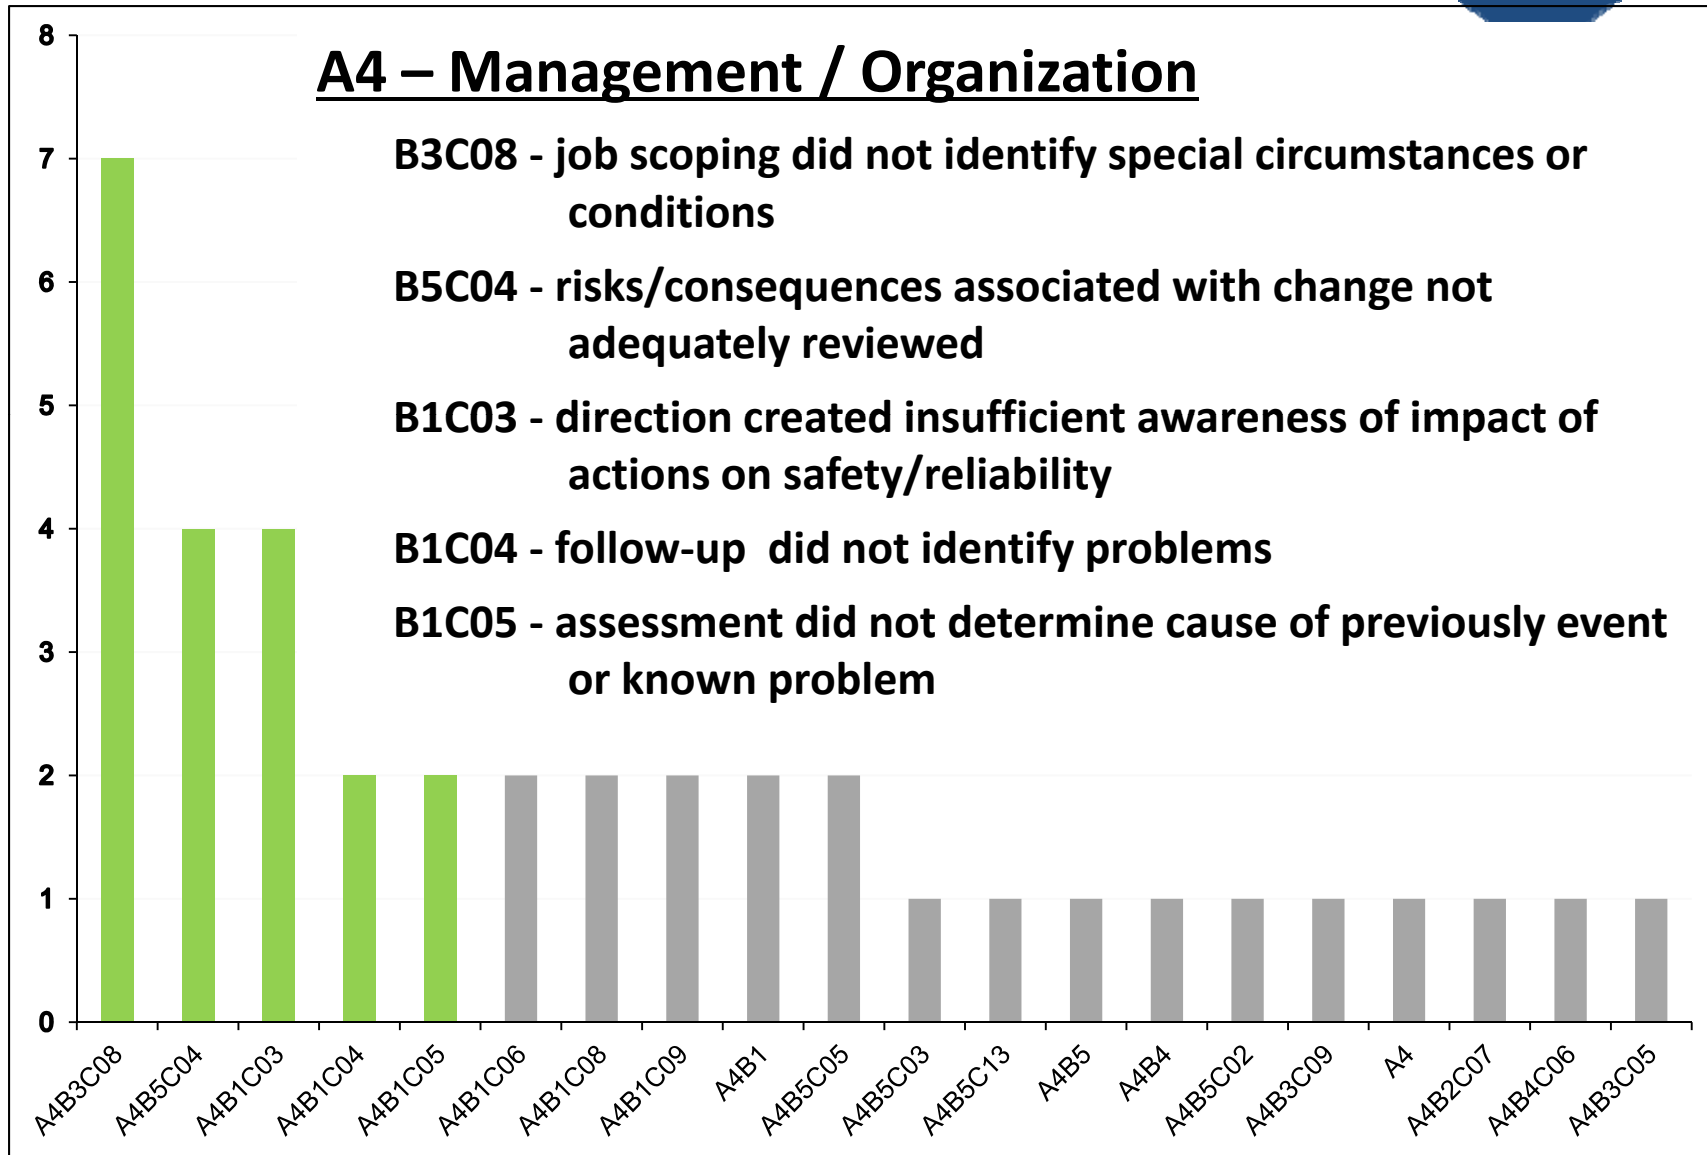 A4 – Management / Organization
B3C08 - job scoping did not identify special circumstances or
conditions
B5C04 - risks/consequences associated with change not
adequately reviewed
B1C03 - direction created insufficient awareness of impact of
actions on safety/reliability
B1C04 - follow-up  did not identify problems
B1C05 - assessment did not determine cause of previously event
or known problem
8
7
6
5
4
3
2
1
0
A4B3C08
A4B5C04
A4B1C03
A4B1C04
A4B1C05
A4B1C06
A4B1C08
A4B1C09
A4B1
A4B5C05
A4B5C03
A4B5C13
A4B5
A4B4
A4B5C02
A4B3C09
A4
A4B2C07
A4B4C06
A4B3C05